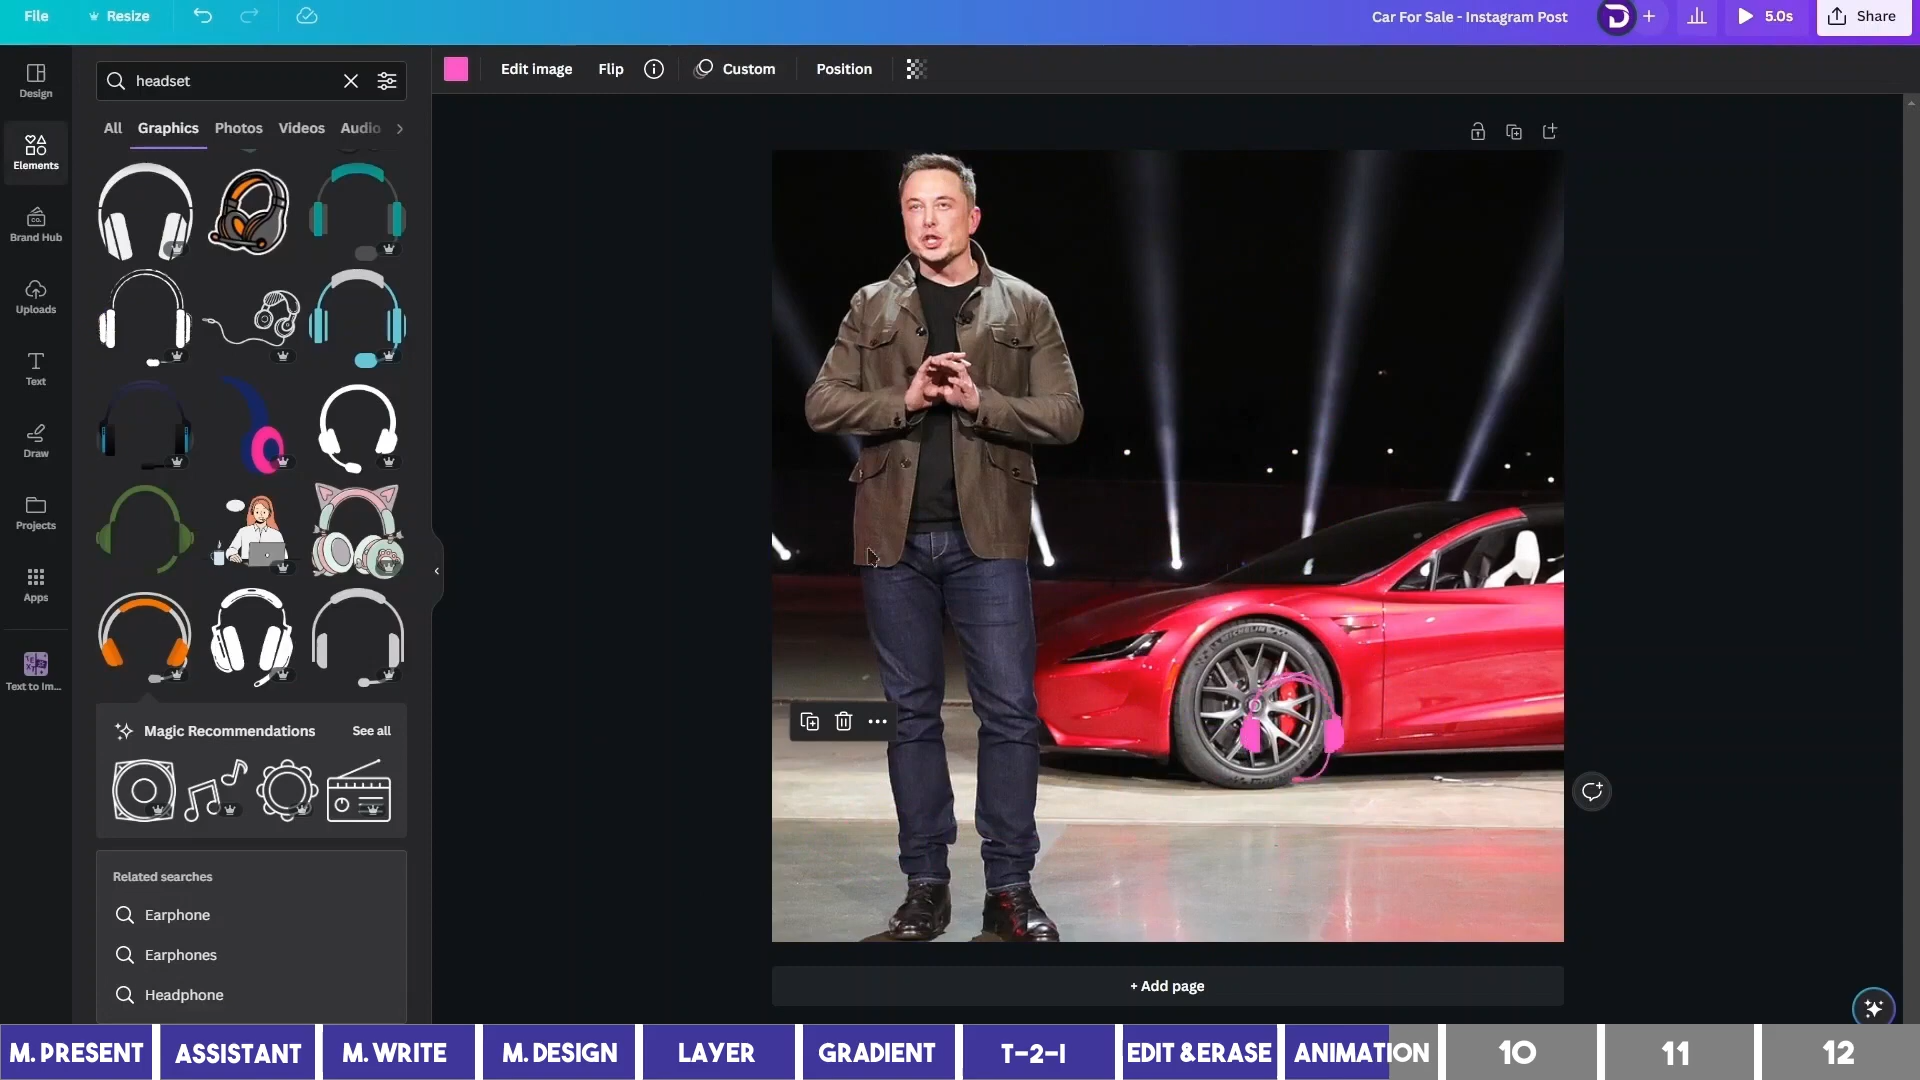 File
Resize
Car For Sale - Instagram Post
5.0s
Share
Design
Elements
Brand Hub
Uploads
Text
Draw
Projects
Apps
Text to Im...
headset
All
Graphics
Photos
Videos
Audio
Magic Recommendations
See all
Related searches
Earphone
Earphones
Headphone
Edit image
Flip
Custom
Position
MICHELIN
+ Add page
M. PRESENT
ASSISTANT
M. WRITE
M. DESIGN
LAYER
GRADIENT
T-2-I
EDIT & ERASE
ANIMATION
10
11
12